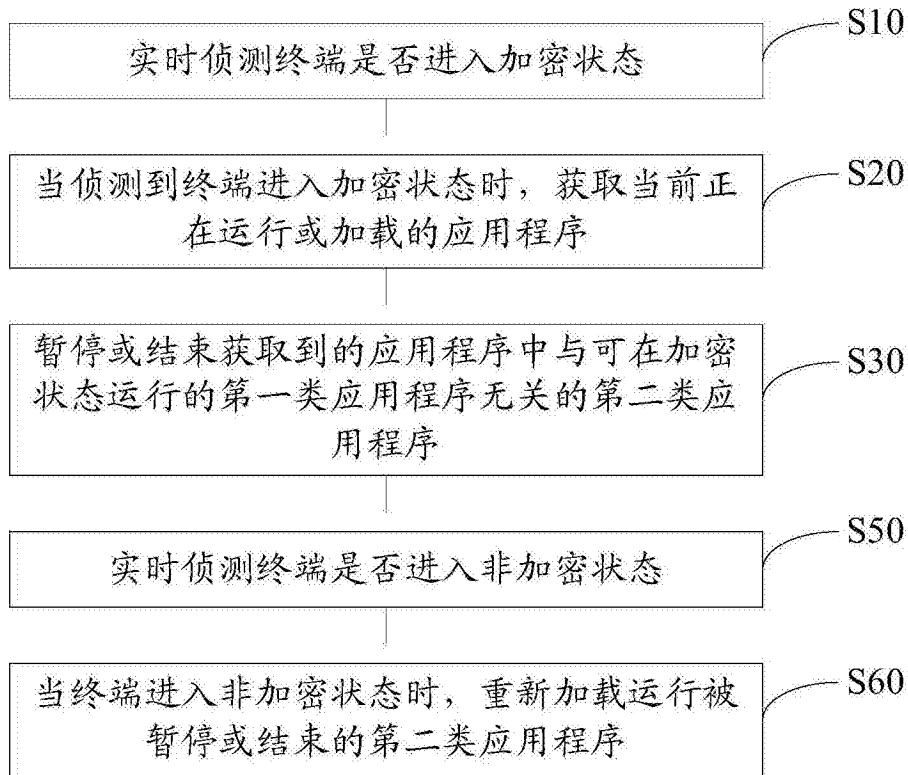 S10
实时侦测终端是否进入加密状态
S20
当侦测到终端进入加密状态时，获取当前正
在运行或加载的应用程序
S30
暂停或结束获取到的应用程序中与可在加密
状态运行的第一类应用程序无关的第二类应
用程序
S50
实时侦测终端是否进入非加密状态
S60
当终端进入非加密状态时，重新加载运行被
暂停或结束的第二类应用程序